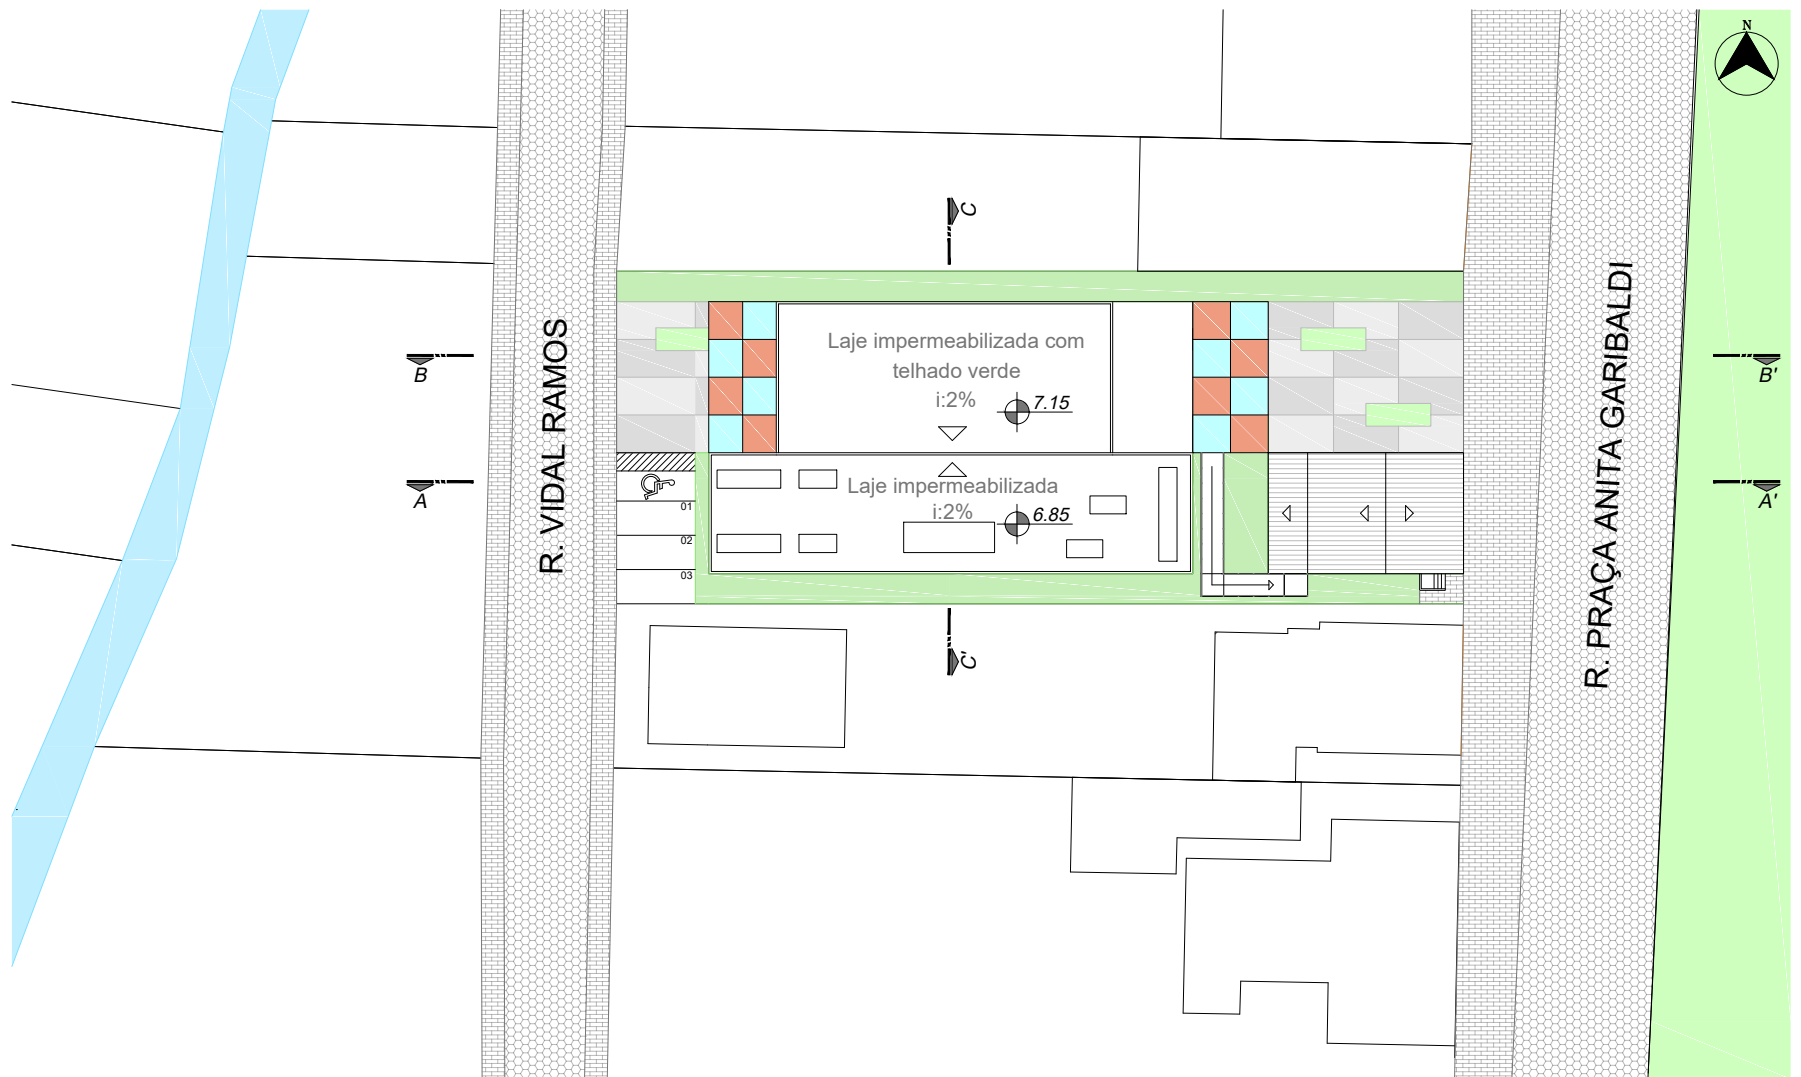 N
C
R. VIDAL RAMOS
R. PRAÇA ANITA GARIBALDI
Laje impermeabilizada com
telhado verde
i:2%
7.15
B
B'
A
A'
Laje impermeabilizada
i:2%
6.85
01
02
03
C'